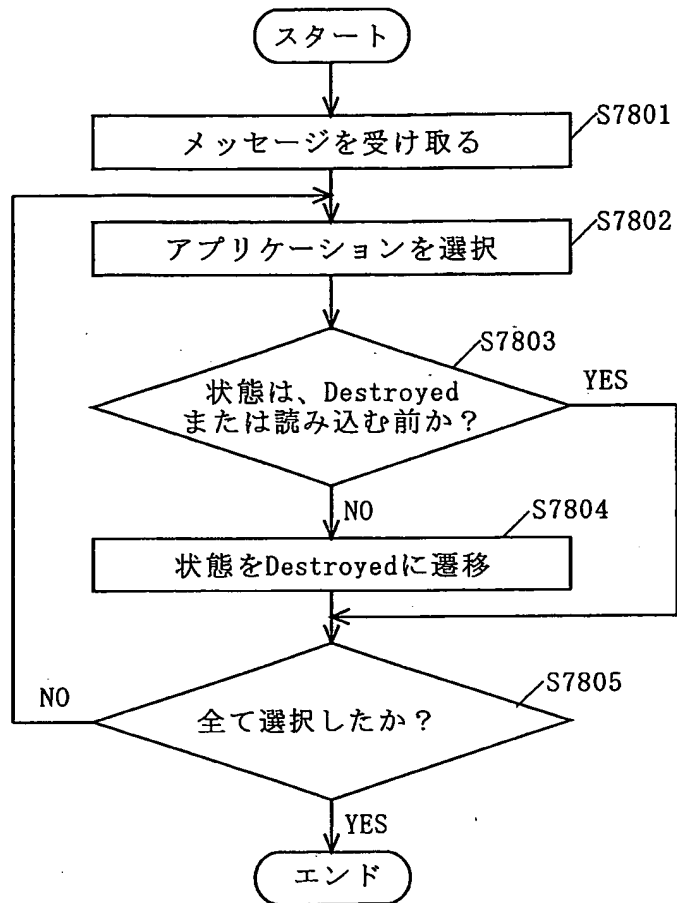 スタート
S7801
メッセージを受け取る
S7802
アプリケーションを選択
S7803
状態は、Destroyed
または読み込む前か？
YES
NO
S7804
状態をDestroyedに遷移
S7805
NO
全て選択したか？
YES
エンド